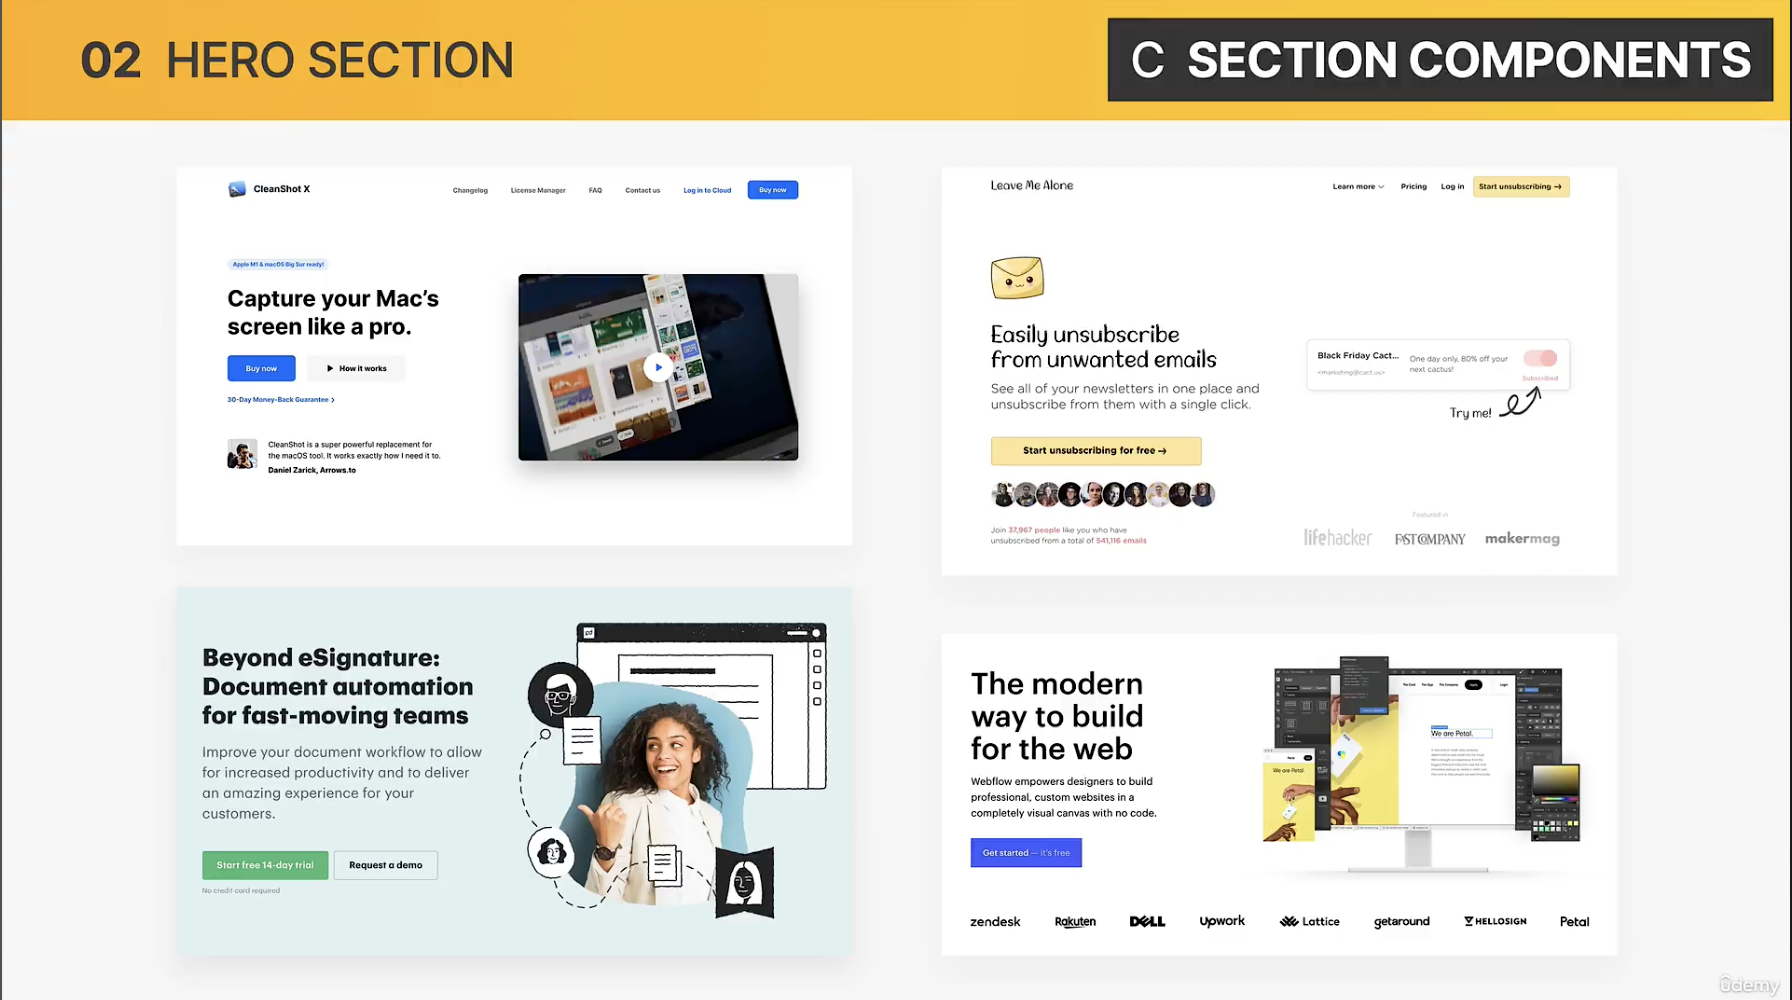 02 HERO SECTION
C SECTION COMPONENTS
CleanShot X
Changelog
License Manager
FAQ
Contact us
Log in to Cloud
Buy now
Apple M1 & macOS Big Sur ready!
Capture your Mac's
screen like a pro.
Buy now
How it works
30-Day Money-Back Guarantee
CleanShot is a super powerful replacement for
the macOS tool. It works exactly how I need it to.
Daniel Zarick, Arrows.to
Leave Me Alone
Learn more
Pricing
Log in
Start unsubscribing →
Easily unsubscribe
from unwanted emails
See all of your newsletters in one place and
unsubscribe from them with a single click.
Start unsubscribing for free →
Join 37,967 people like you who have
unsubscribed from a total of 541,116 emails
Black Friday Cact...
<marketing@cact.us>
One day only, 80% off your
next cactus!
Subscribed
Try me!
Featured in
lifehacker
FAST COMPANY
makermag
Beyond eSignature:
Document automation
for fast-moving teams
Improve your document workflow to allow
for increased productivity and to deliver
an amazing experience for your
customers.
Start free 14-day trial
Request a demo
No credit card required
pd
The modern
way to build
for the web
Webflow empowers designers to build
professional, custom websites in a
completely visual canvas with no code.
Get started — it's free
We are Petal.
We are Petal.
zendesk
Rakuten
DELL
Upwork
Lattice
getaround
HELLOSIGN
Petal
ûdemy